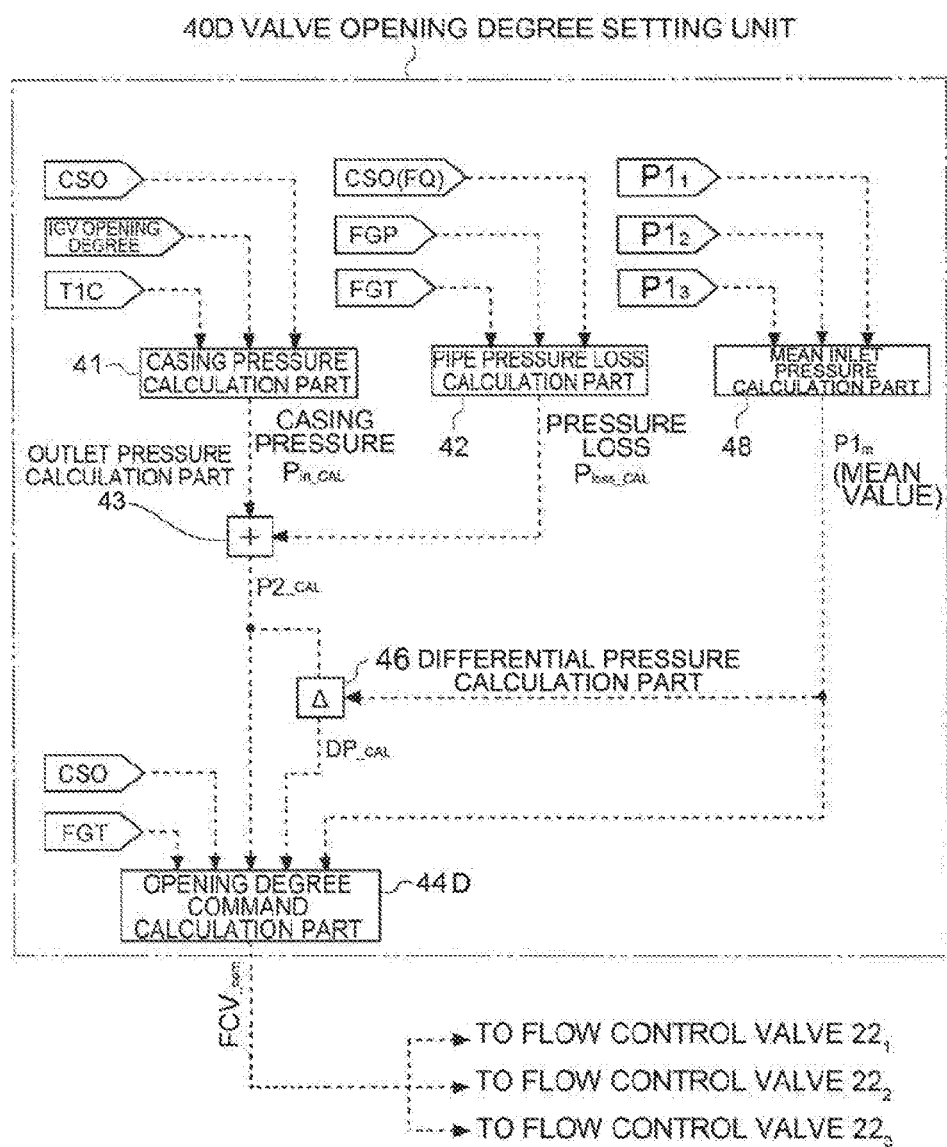 40D VALVE OPENING DEGREE SETTING UNIT
CSO
IGV OPENING
DEGREE
T1C
CSO(FQ)
FGP
FGT
P1₁
P1₂
P1₃
41
CASING PRESSURE
CALCULATION PART
PIPE PRESSURE LOSS
CALCULATION PART
42
MEAN INLET
PRESSURE
CALCULATION PART
48
CASING
PRESSURE
Pin_CAL
PRESSURE
LOSS
Ploss_CAL
P1m
(MEAN
VALUE)
OUTLET PRESSURE
CALCULATION PART
43
+
P2_CAL
46 DIFFERENTIAL PRESSURE
CALCULATION PART
Δ
DP_CAL
CSO
FGT
OPENING DEGREE
COMMAND
CALCULATION PART
44D
FCV_com
TO FLOW CONTROL VALVE 22₁
TO FLOW CONTROL VALVE 22₂
TO FLOW CONTROL VALVE 22₃